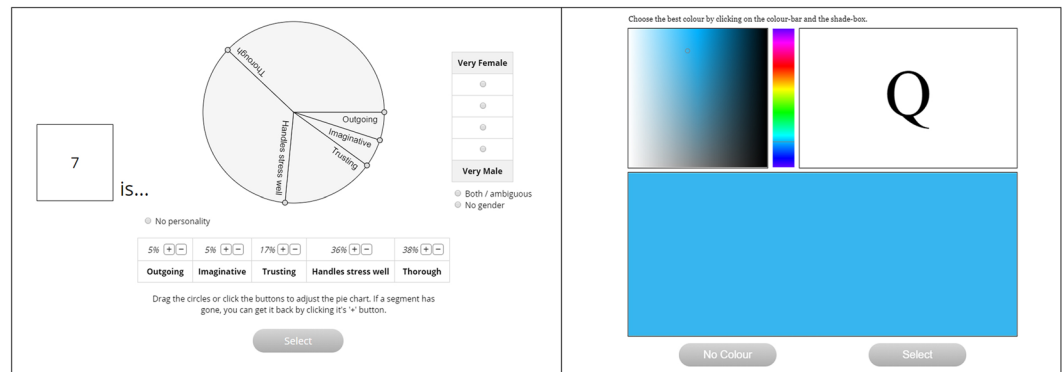 7
is...
Thorough
Outgoing
Imaginative
Trusting
Handles stress well
Very Female
Very Male
Both / ambiguous
No gender
No personality
5% + − 5% + − 17% + − 36% + − 38% + −
Outgoing Imaginative Trusting Handles stress well Thorough
Drag the circles or click the buttons to adjust the pie chart. If a segment has
gone, you can get it back by clicking it's '+' button.
Select
Choose the best colour by clicking on the colour-bar and the shade-box.
Q
No Colour Select